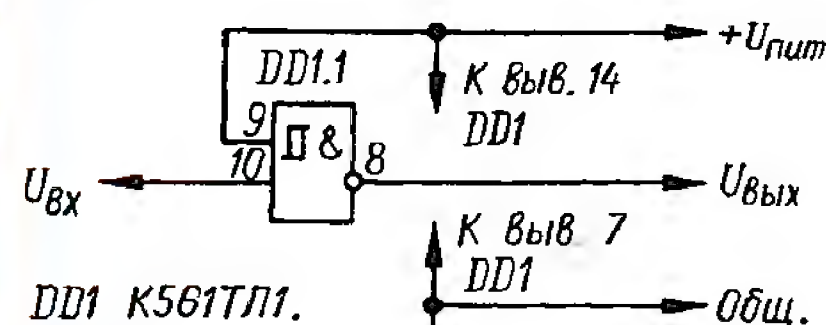 +Uпит
DD1.1
К выв. 14
DD1
9
&
10
8
Uвх
Uвых
К выв 7
DD1
DD1 К561ТЛ1.
Общ.